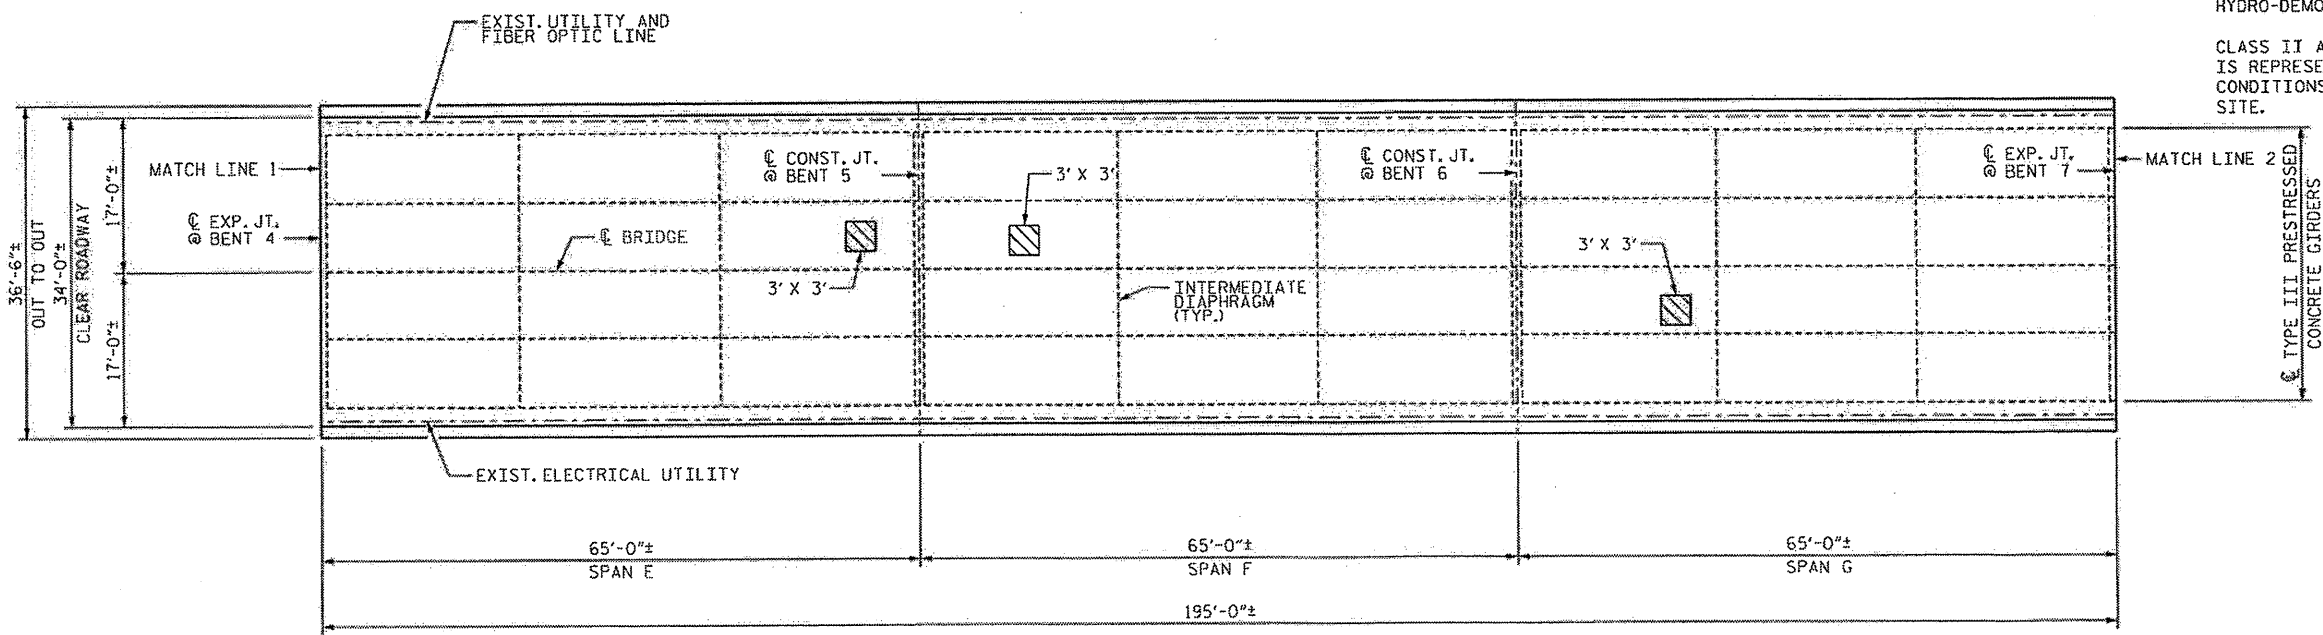 EXIST. UTILITY AND
FIBER OPTIC LINE
HYDRO-DEMO
CLASS II A
IS REPRESE
CONDITIONS
SITE.
MATCH LINE 1
℄ EXP. JT.
@ BENT 4
36'-6"±
OUT TO OUT
34'-0"±
CLEAR ROADWAY
17'-0"±
17'-0"±
℄ BRIDGE
℄ CONST. JT.
@ BENT 5
3' X 3'
3' X 3'
INTERMEDIATE
DIAPHRAGM
(TYP.)
℄ CONST. JT.
@ BENT 6
3' X 3'
℄ EXP. JT.
@ BENT 7
MATCH LINE 2
℄ TYPE III PRESTRESSED
CONCRETE GIRDERS
EXIST. ELECTRICAL UTILITY
65'-0"±
SPAN E
65'-0"±
SPAN F
65'-0"±
SPAN G
195'-0"±